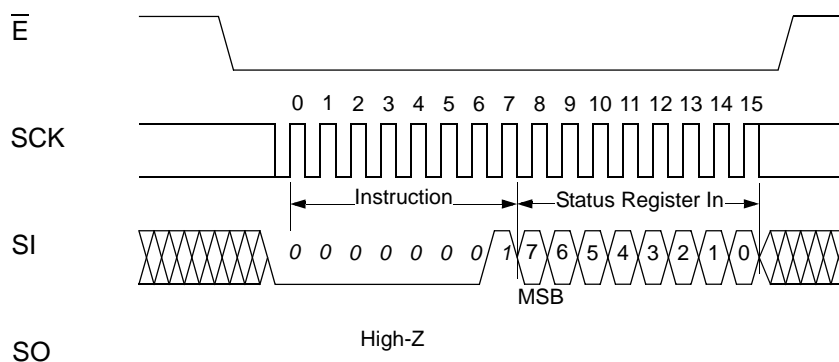 E̅
0 1 2 3 4 5 6 7 8 9 10 11 12 13 14 15
SCK
Instruction
Status Register In
SI
0 0 0 0 0 0 0 1 7 6 5 4 3 2 1 0
MSB
High-Z
SO